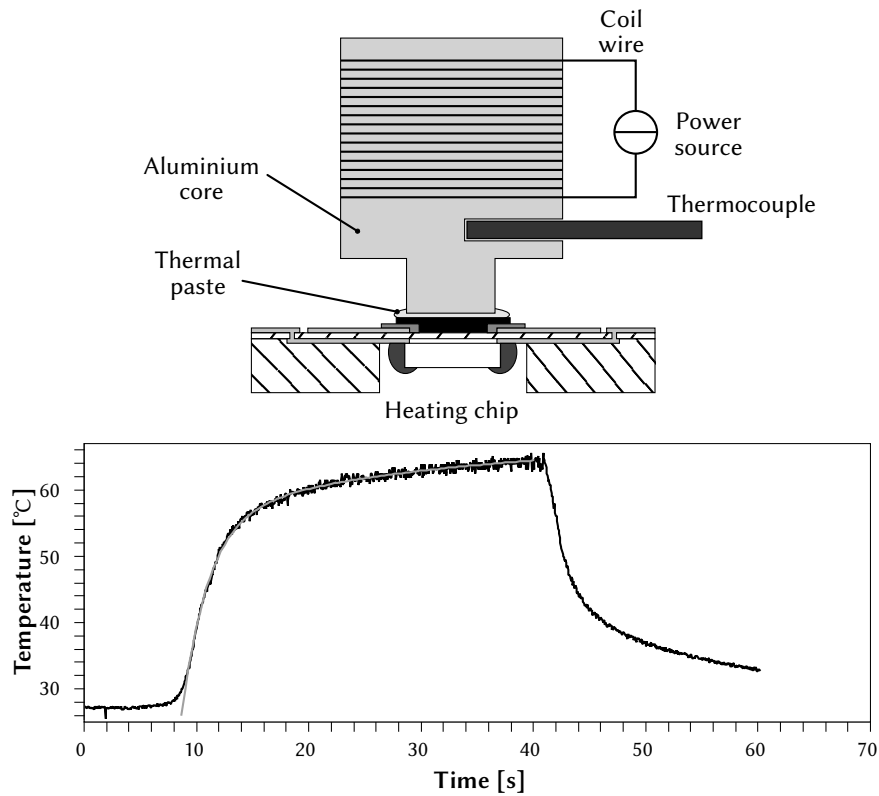 Coil
wire
Power
source
Aluminium
core
Thermocouple
Thermal
paste
Heating chip
Temperature [℃]
60
50
40
30
0 10 20 30 40 50 60 70
Time [s]